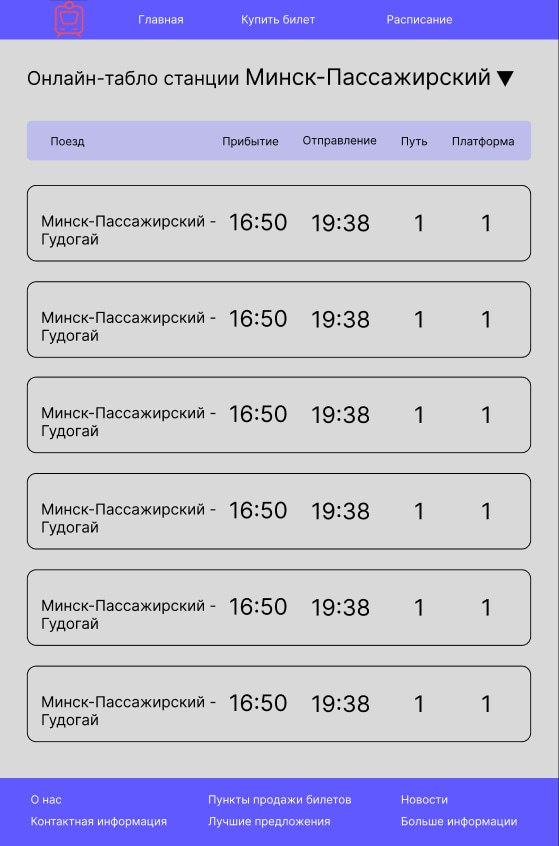 Главная Купить билет Расписание
Онлайн-табло станции Минск-Пассажирский ▼
Поезд Прибытие Отправление Путь Платформа
Минск-Пассажирский - 16:50 19:38 1 1
Гудогай
Минск-Пассажирский - 16:50 19:38 1 1
Гудогай
Минск-Пассажирский - 16:50 19:38 1 1
Гудогай
Минск-Пассажирский - 16:50 19:38 1 1
Гудогай
Минск-Пассажирский - 16:50 19:38 1 1
Гудогай
Минск-Пассажирский - 16:50 19:38 1 1
Гудогай
О нас Пункты продажи билетов Новости
Контактная информация Лучшие предложения Больше информации